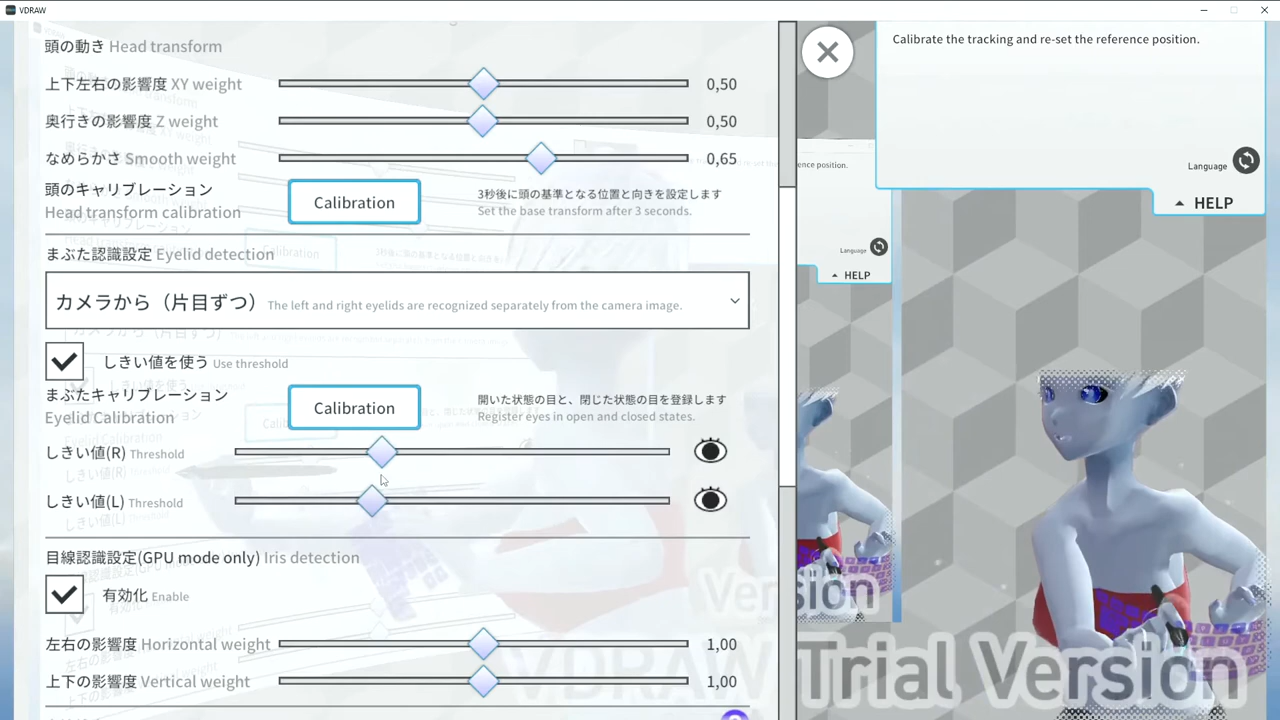 VDRAW
頭の動き Head transform
上下左右の影響度 XY weight 0,50
奥行きの影響度 Z weight 0,50
なめらかさ Smooth weight 0,65
頭のキャリブレーション
Head transform calibration
Calibration
3秒後に頭の基準となる位置と向きを設定します
Set the base transform after 3 seconds.
まぶた認識設定 Eyelid detection
カメラから（片目ずつ） The left and right eyelids are recognized separately from the camera image.
しきい値を使う Use threshold
まぶたキャリブレーション
Eyelid Calibration
Calibration
開いた状態の目と、閉じた状態の目を登録します
Register eyes in open and closed states.
しきい値(R) Threshold
しきい値(L) Threshold
目線認識設定(GPU mode only) Iris detection
有効化 Enable
左右の影響度 Horizontal weight 1,00
上下の影響度 Vertical weight 1,00
Calibrate the tracking and re-set the reference position.
Language
HELP
ence position.
Language
HELP
Version
VDRAW Trial Version